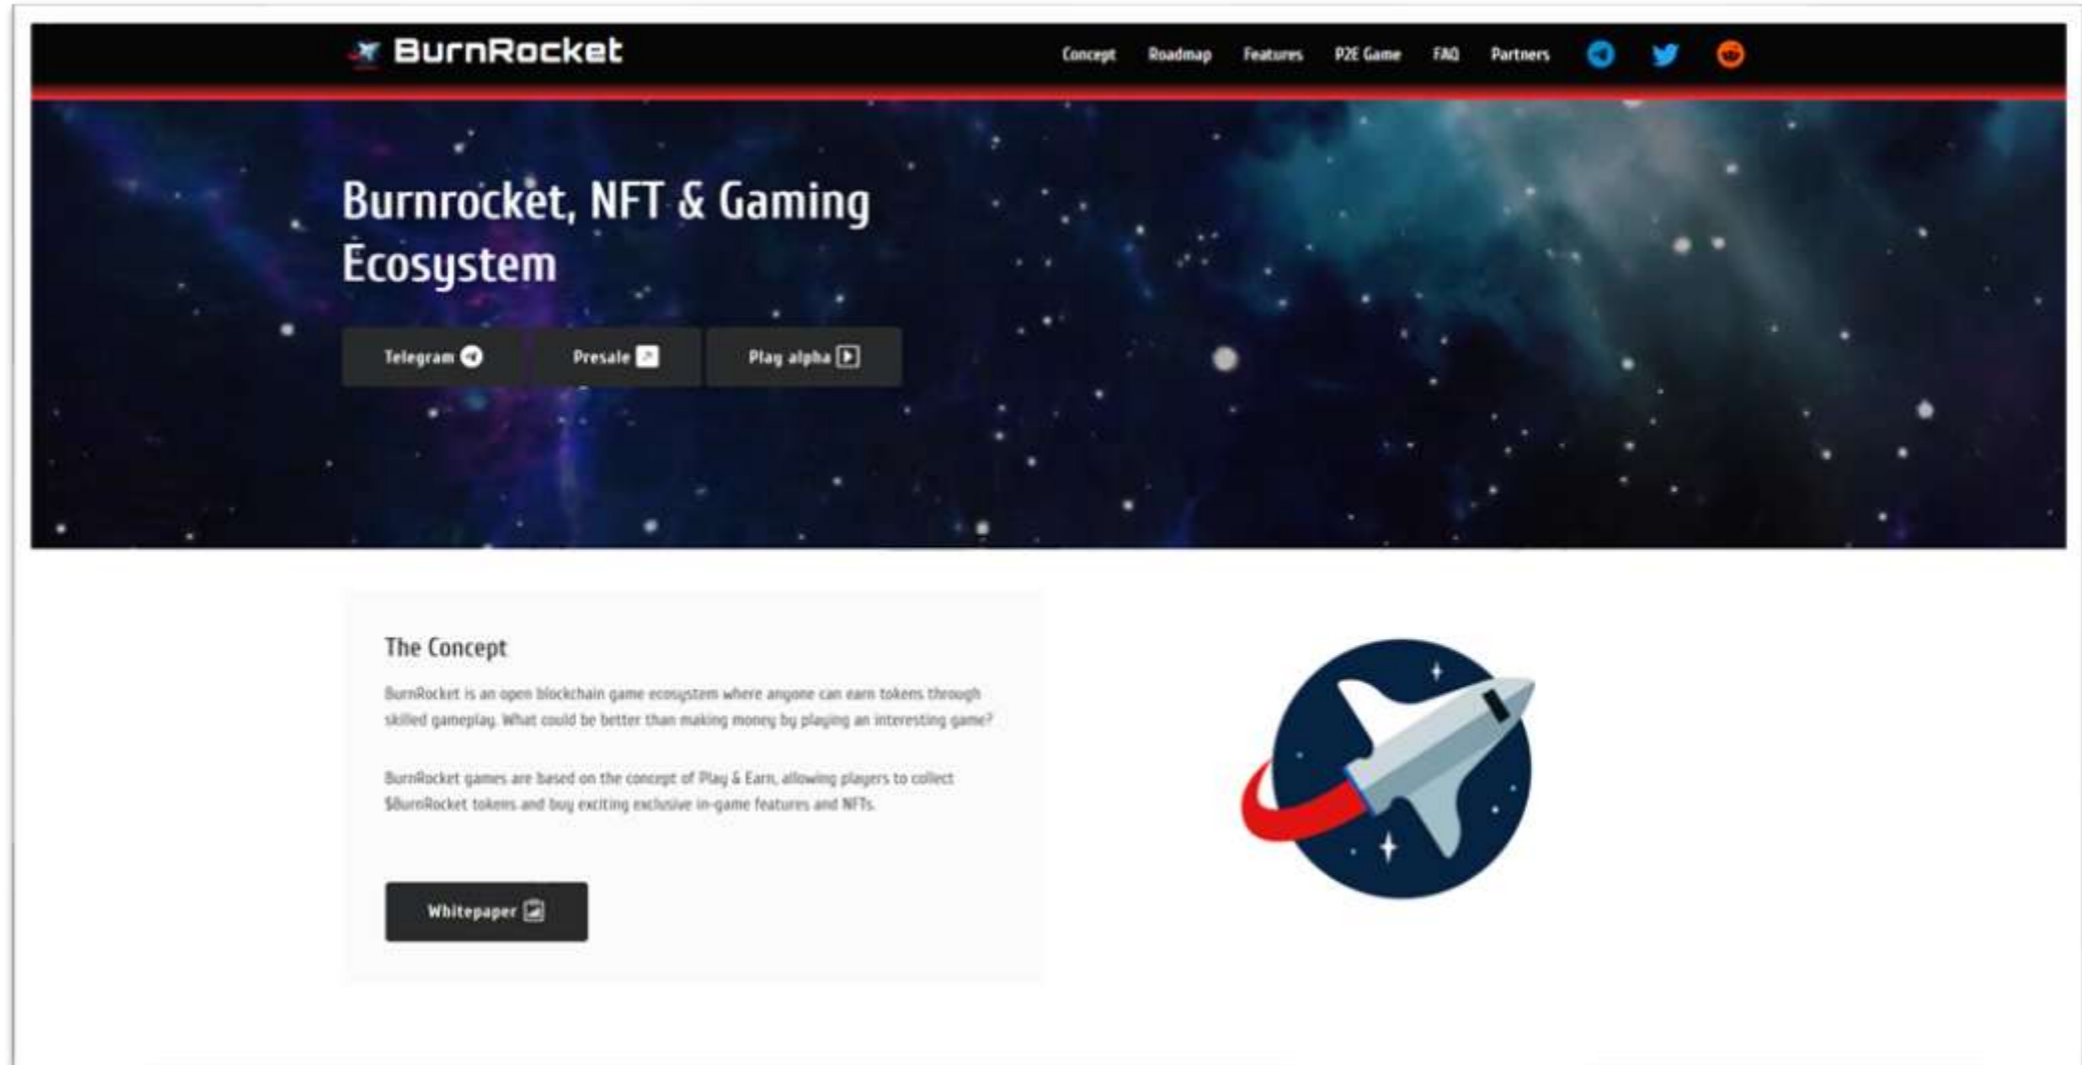 BurnRocket
Concept Roadmap Features P2E Game FAQ Partners
Burnrocket, NFT & Gaming
Ecosystem
Telegram Presale Play alpha
The Concept
BurnRocket is an open blockchain game ecosystem where anyone can earn tokens through
skilled gameplay. What could be better than making money by playing an interesting game?
BurnRocket games are based on the concept of Play & Earn, allowing players to collect
$BurnRocket tokens and buy exciting exclusive in-game features and NFTs.
Whitepaper